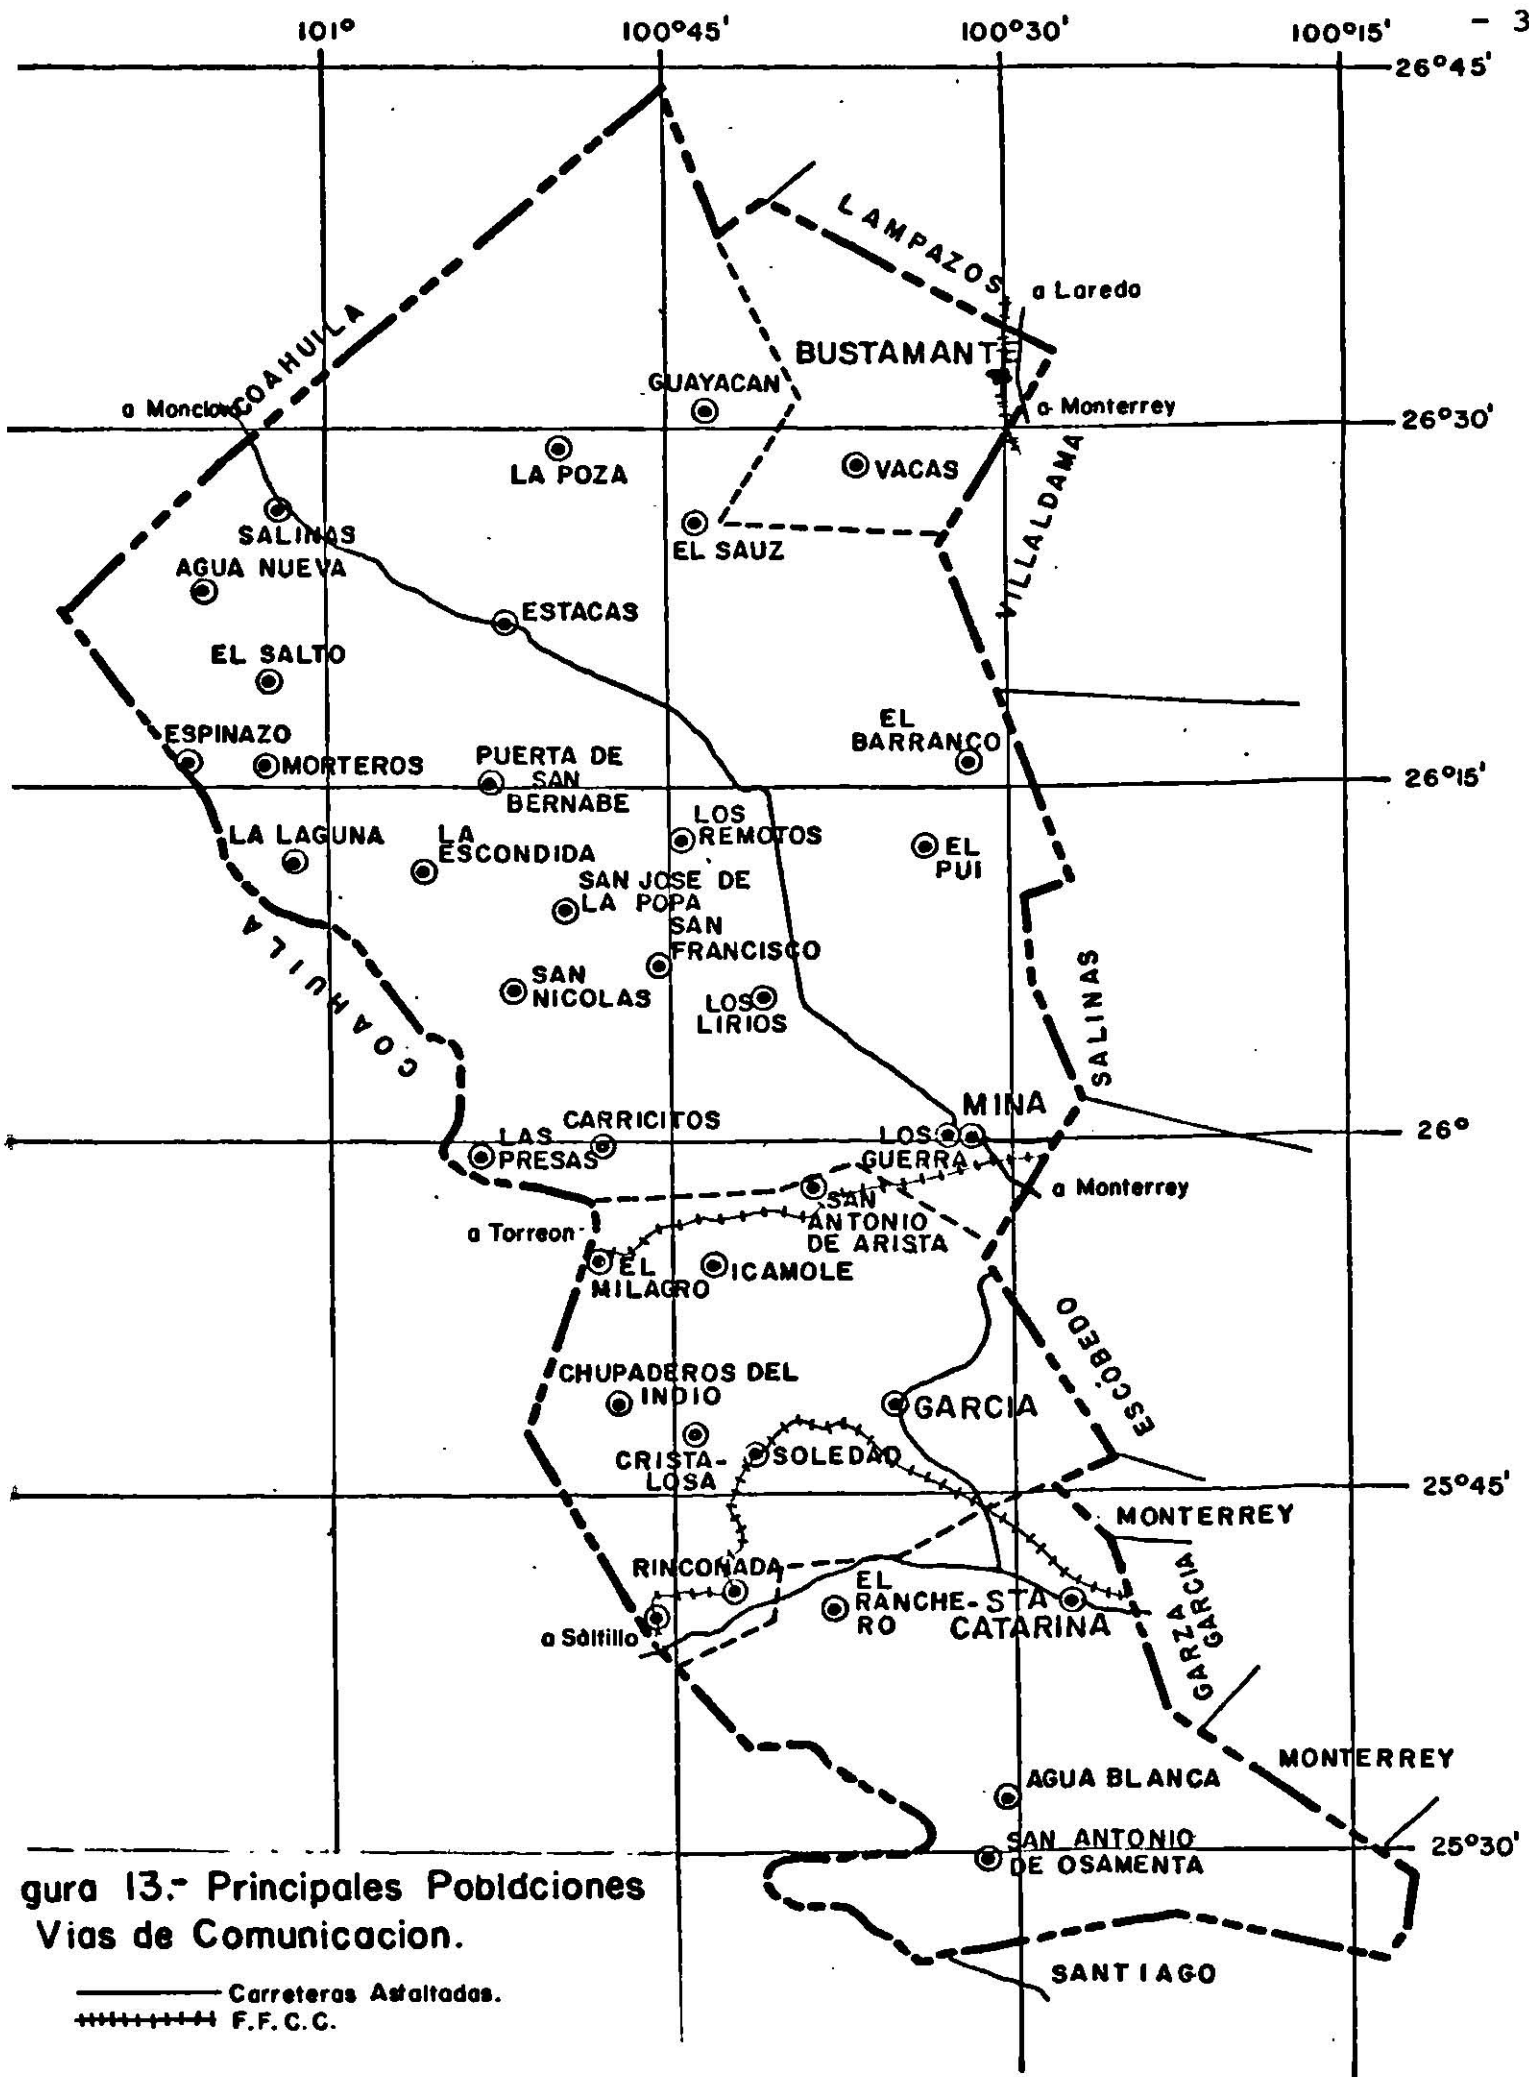 101°
100°45'
100°30'
100°15'
- 3
26°45'
LAMPAZOS
a Laredo
COAHUILA
BUSTAMANTE
GUAYACAN
a Monclova
a Monterrey
26°30'
LA POZA
VACAS
VILLALDAMA
SALINAS
EL SAUZ
AGUA NUEVA
ESTACAS
EL SALTO
EL
BARRANCO
ESPINAZO
MORTEROS
PUERTA DE
SAN
BERNABE
26°15'
LOS
REMOTOS
LA LAGUNA
LA
ESCONDIDA
EL
PUI
SAN JOSE DE
LA POPA
SAN
FRANCISCO
COAHUILA
SAN
NICOLAS
LOS
LIRIOS
SALINAS
MINA
CARRICITOS
LAS
PRESAS
LOS
GUERRA
26°
a Monterrey
SAN
ANTONIO
DE ARISTA
a Torreon
EL
MILAGRO
ICAMOLE
ESCOBEDO
CHUPADEROS DEL
INDIO
GARCIA
CRISTA-
LOSA
SOLEDAD
25°45'
MONTERREY
RINCONADA
EL
RANCHE-
RO
STA
CATARINA
GARZA
GARCIA
a Saltillo
MONTERREY
AGUA BLANCA
SAN ANTONIO
DE OSAMENTA
25°30'
gura 13.- Principales Poblaciones
Vias de Comunicacion.
SANTIAGO
Carreteras Asfaltadas.
F.F.C.C.